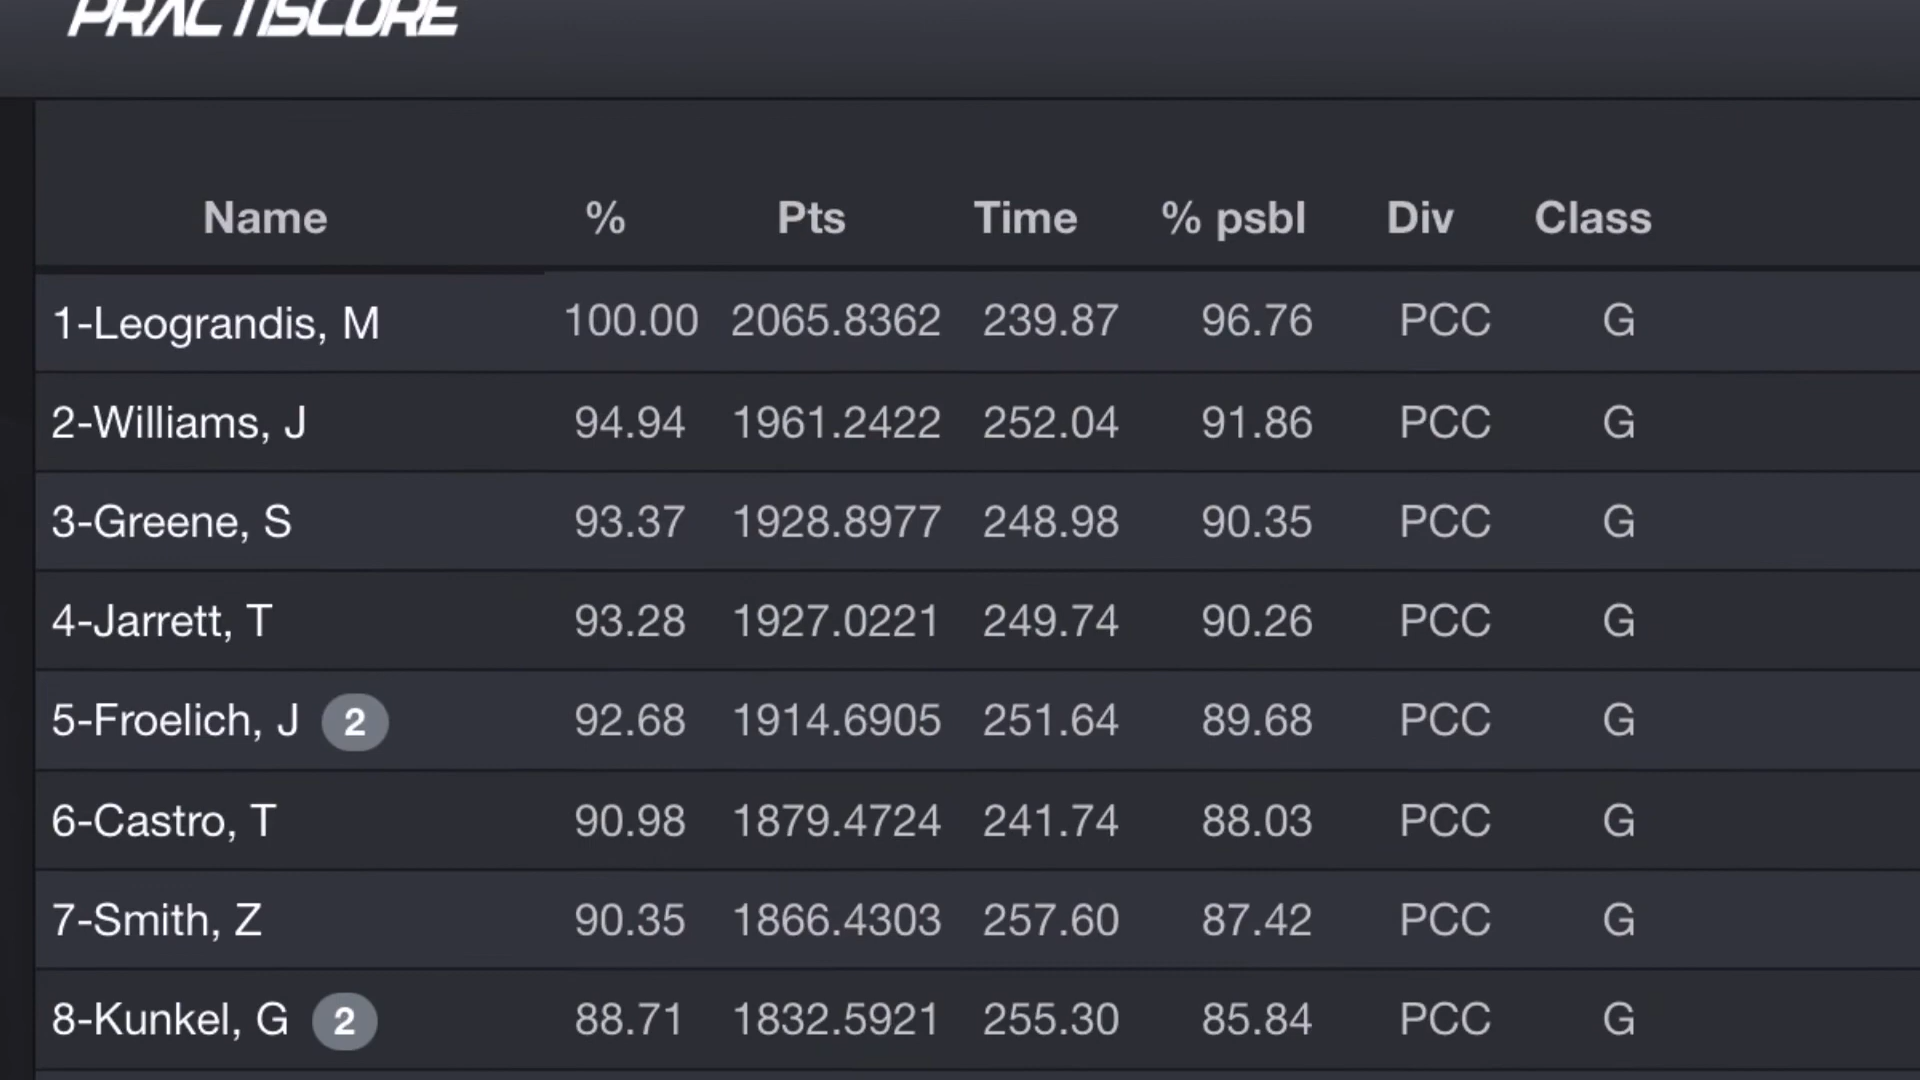 PRACTISCORE
Name % Pts Time % psbl Div Class
1-Leograndis, M 100.00 2065.8362 239.87 96.76 PCC G
2-Williams, J 94.94 1961.2422 252.04 91.86 PCC G
3-Greene, S 93.37 1928.8977 248.98 90.35 PCC G
4-Jarrett, T 93.28 1927.0221 249.74 90.26 PCC G
5-Froelich, J 2 92.68 1914.6905 251.64 89.68 PCC G
6-Castro, T 90.98 1879.4724 241.74 88.03 PCC G
7-Smith, Z 90.35 1866.4303 257.60 87.42 PCC G
8-Kunkel, G 2 88.71 1832.5921 255.30 85.84 PCC G